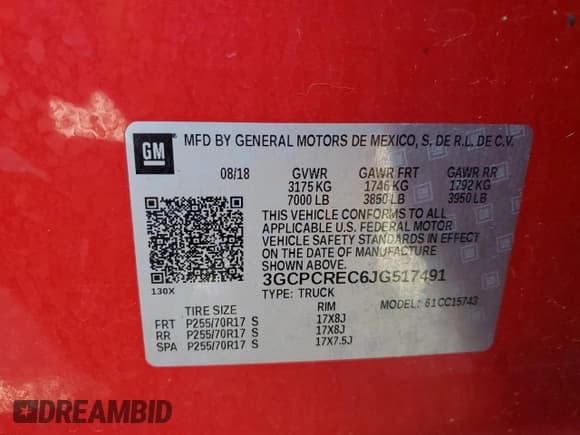 GM
MFD BY GENERAL MOTORS DE MEXICO, S. DE R.L. DE C.V.
08/18 GVWR GAWR FRT GAWR RR
3175 KG 1746 KG 1792 KG
7000 LB 3850 LB 3950 LB
THIS VEHICLE CONFORMS TO ALL
APPLICABLE U.S. FEDERAL MOTOR
VEHICLE SAFETY STANDARDS IN EFFECT
ON THE DATE OF MANUFACTURE
SHOWN ABOVE.
3GCPCREC6JG517491
130X TYPE: TRUCK MODEL: 61 CC15743
TIRE SIZE RIM
FRT P255/70R17 S 17X8J
RR P255/70R17 S 17X8J
SPA P255/70R17 S 17X7.5J
DREAMBID